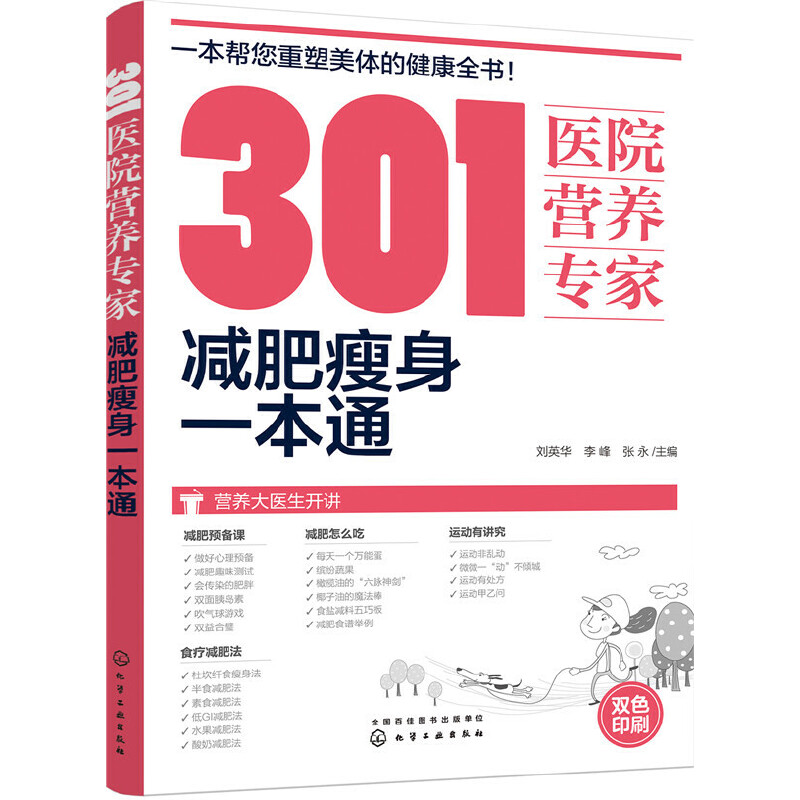 一本帮您重塑美体的健康全书！
301
医院
营养
专家
减肥瘦身
一本通
刘英华 李峰 张永/主编
营养大医生开讲
减肥预备课
✓ 做好心理预备
✓ 减肥趣味测试
✓ 会传染的肥胖
✓ 双面胰岛素
✓ 吹气球游戏
✓ 双益合璧
减肥怎么吃
✓ 每天一个万能蛋
✓ 缤纷蔬果
✓ 橄榄油的“六脉神剑”
✓ 椰子油的魔法棒
✓ 食盐减料五巧板
✓ 减肥食谱举例
运动有讲究
✓ 运动非乱动
✓ 微微一“动”不倾城
✓ 运动有处方
✓ 运动甲乙问
食疗减肥法
✓ 杜坎纤食瘦身法
✓ 半食减肥法
✓ 素食减肥法
✓ 低GI减肥法
✓ 水果减肥法
✓ 酸奶减肥法
双色
印刷
全国百佳图书出版单位
化学工业出版社
301医院营养专家 减肥瘦身一本通
化学工业出版社